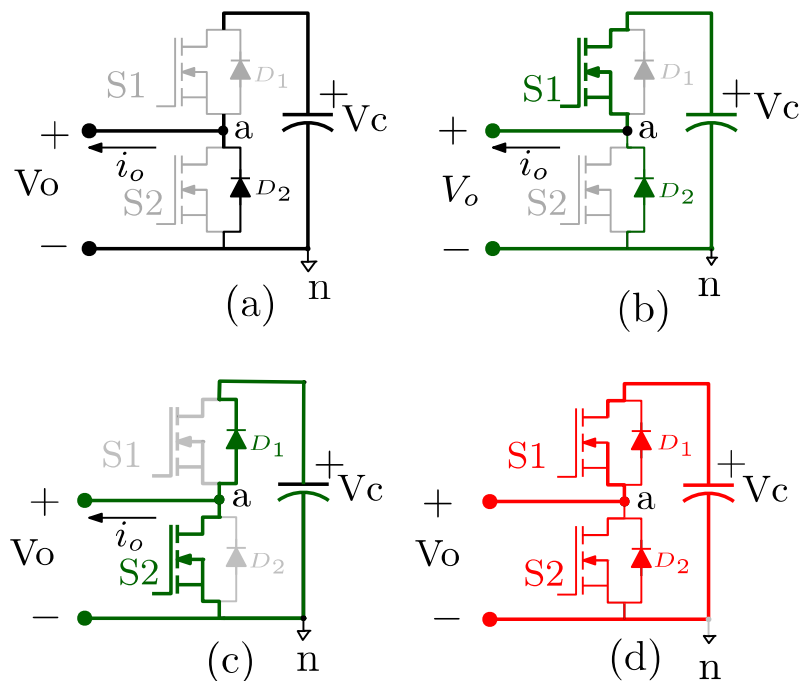 S1 D₁ + Vc
+ a
iₒ
Vo S2 D₂
−
n
(a)
S1 D₁ + Vc
+ a
iₒ
Vₒ S2 D₂
−
n
(b)
S1 D₁ + Vc
+ a
iₒ
Vo S2 D₂
−
n
(c)
S1 D₁ + Vc
+ a
Vo S2 D₂
−
n
(d)